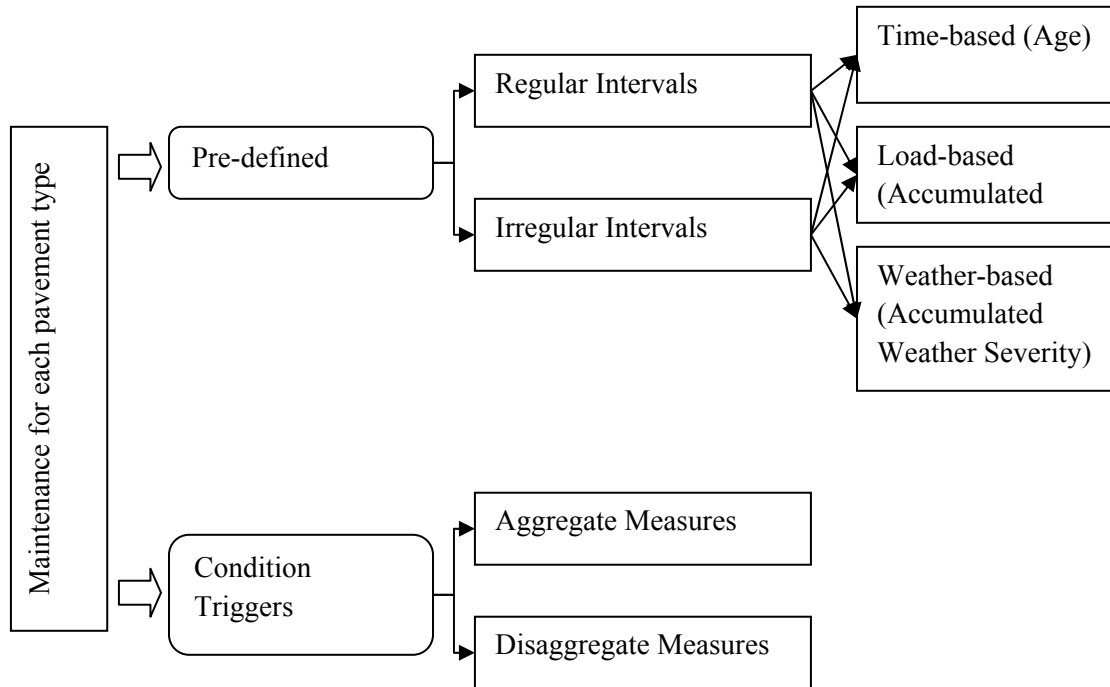 Maintenance for each pavement type
Pre-defined
Regular Intervals
Irregular Intervals
Time-based (Age)
Load-based
(Accumulated
Weather-based
(Accumulated
Weather Severity)
Condition
Triggers
Aggregate Measures
Disaggregate Measures